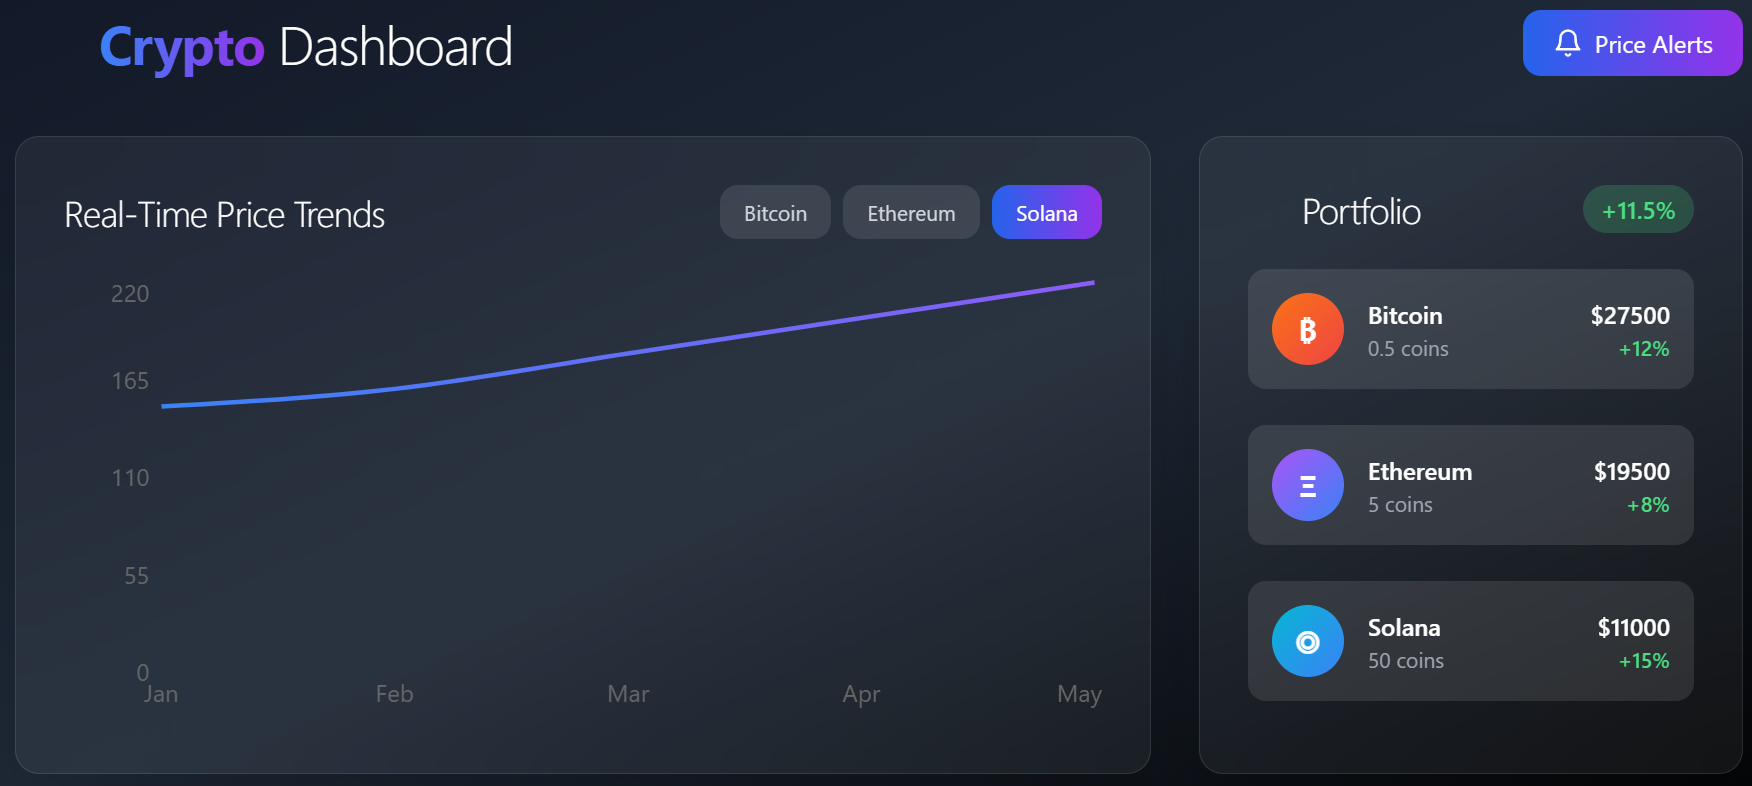 Crypto Dashboard
Price Alerts
Real-Time Price Trends
Bitcoin
Ethereum
Solana
220
165
110
55
0
Jan
Feb
Mar
Apr
May
Portfolio
+11.5%
₿
Bitcoin
$27500
0.5 coins
+12%
Ξ
Ethereum
$19500
5 coins
+8%
Solana
$11000
50 coins
+15%